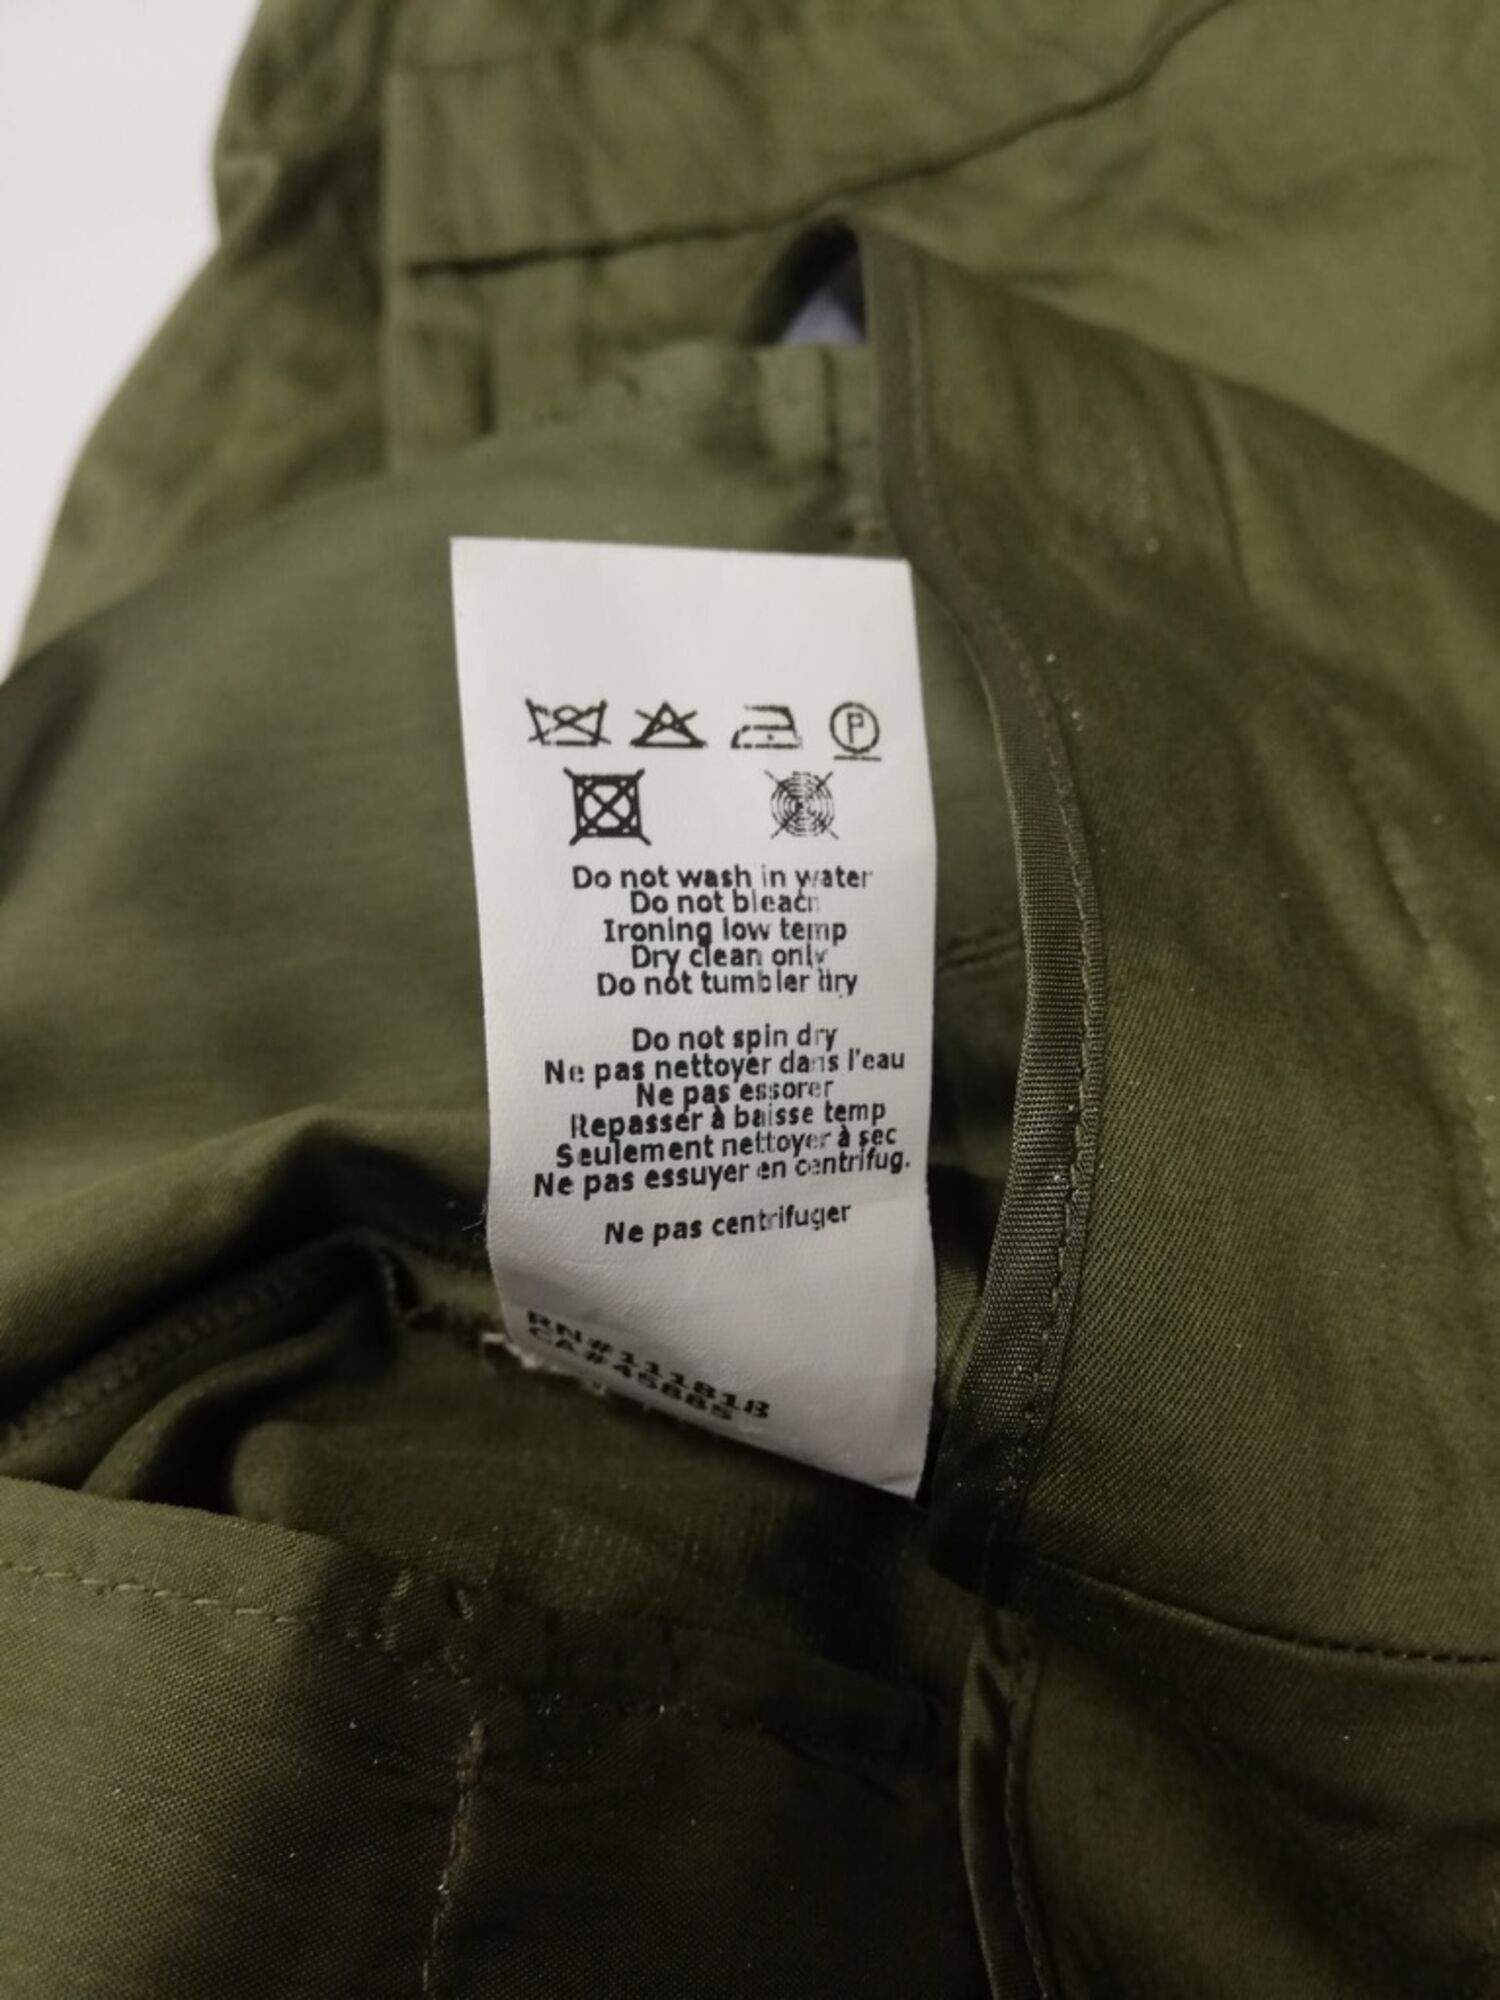 P
Do not wash in water
Do not bleach
Ironing low temp
Dry clean only
Do not tumbler dry
Do not spin dry
Ne pas nettoyer dans l'eau
Ne pas essorer
Repasser à baisse temp
Seulement nettoyer à sec
Ne pas essuyer en centrifug.
Ne pas centrifuger
RN#111818
CA#45885